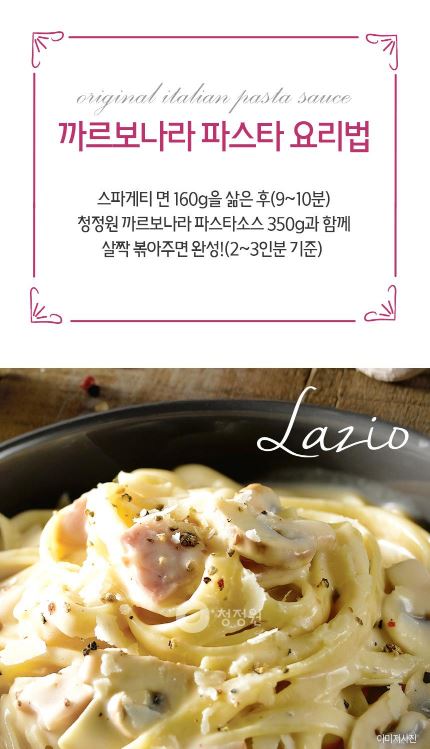 original italian pasta sauce
까르보나라 파스타 요리법
스파게티 면 160g을 삶은 후(9~10분)
청정원 까르보나라 파스타소스 350g과 함께
살짝 볶아주면 완성!(2~3인분 기준)
Lazio
청정원
이미지사진